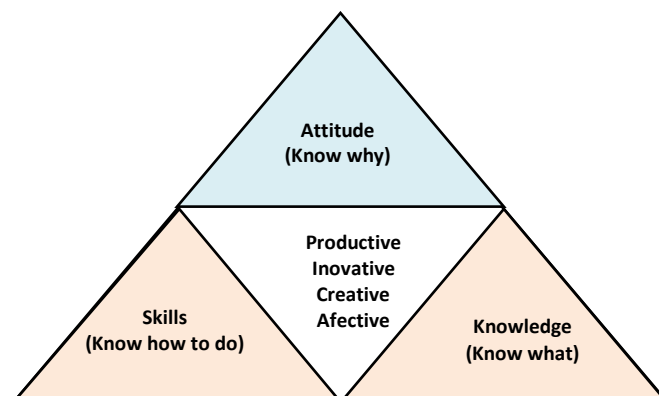 Attitude
(Know why)
Productive
Inovative
Creative
Afective
Skills
(Know how to do)
Knowledge
(Know what)